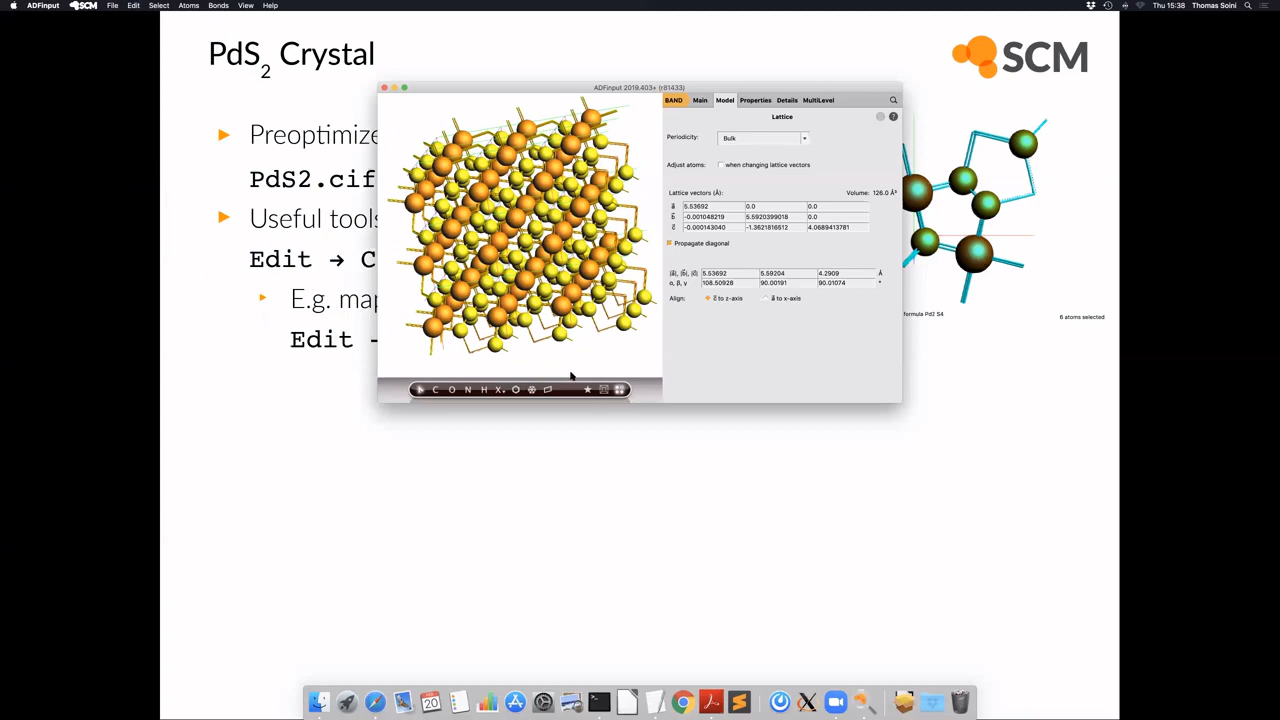 ADFinput SCM File Edit Select Atoms Bonds View Help Thu 15:38 Thomas Soini
PdS2 Crystal
SCM
ADFinput 2019.403+ (r81433)
BAND Main Model Properties Details MultiLevel
Lattice
Periodicity: Bulk
Adjust atoms: when changing lattice vectors
Lattice vectors (Å): Volume: 126.0 Å³
a 5.53692 0.0 0.0
b -0.001048219 5.5920399018 0.0
c -0.000143040 -1.3621816512 4.0689413781
Propagate diagonal
|a|, |b|, |c| 5.53692 5.59204 4.2909 Å
α, β, γ 108.50928 90.00191 90.01074 °
Align: c to z-axis a to x-axis
C O N H X
Preoptimize
PdS2.cif
Useful tools
Edit → C
E.g. map
Edit -
formula Pd2 S4
6 atoms selected
20